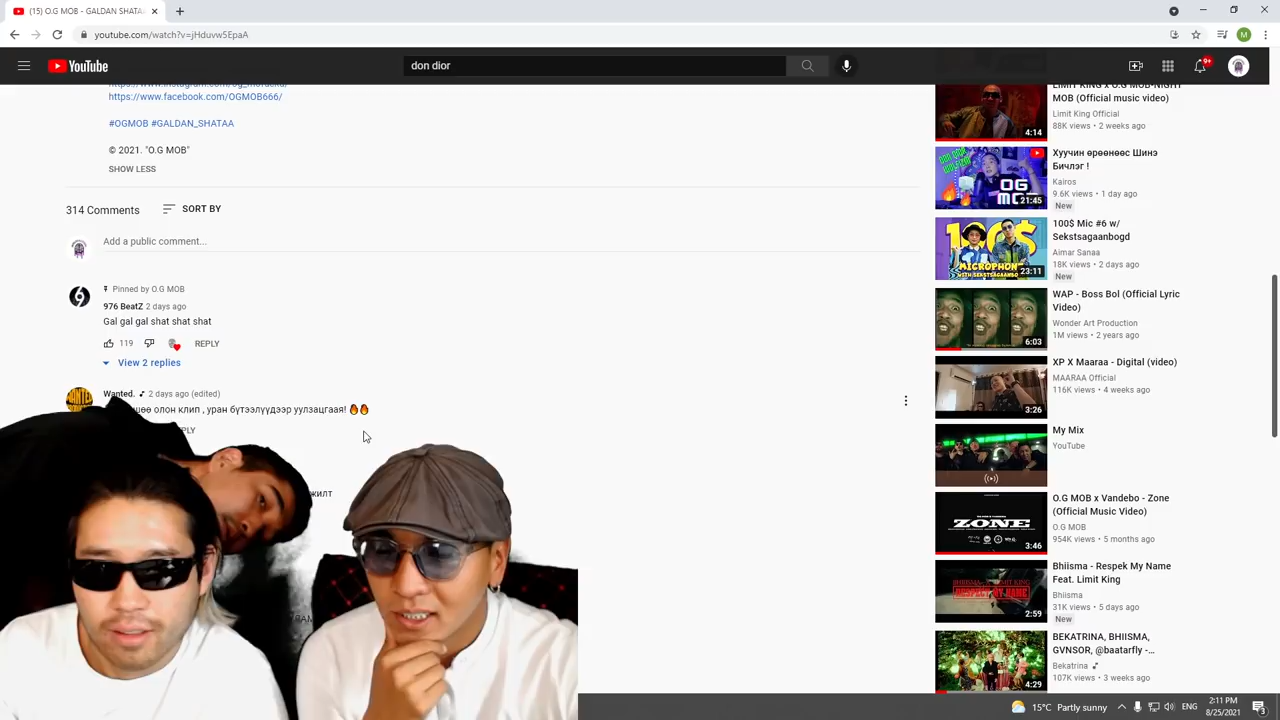 (15) O.G MOB - GALDAN SHATA
youtube.com/watch?v=jHduvw5EpaA
M
YouTube
don dior
9+
https://www.facebook.com/OGMOB666/
#OGMOB #GALDAN_SHATAA
© 2021. "O.G MOB"
SHOW LESS
314 Comments
SORT BY
Add a public comment...
Pinned by O.G MOB
976 BeatZ 2 days ago
Gal gal gal shat shat shat
119
REPLY
View 2 replies
Wanted. 2 days ago (edited)
олон клип , уран бүтээлүүдээр уулзацгаая!
LIMIT KING x O.G MOB-NIGHT
MOB (Official music video)
Limit King Official
88K views • 2 weeks ago
4:14
Хуучин өрөөнөөс Шинэ
Бичлэг !
Kairos
9.6K views • 1 day ago
New
OG
21:45
100$ Mic #6 w/
Sekstsagaanbogd
Aimar Sanaa
18K views • 2 days ago
New
100$
MICROPHON
23:11
WAP - Boss Bol (Official Lyric
Video)
Wonder Art Production
1M views • 2 years ago
6:03
XP X Maaraa - Digital (video)
MAARAA Official
116K views • 4 weeks ago
3:26
My Mix
YouTube
O.G MOB x Vandebo - Zone
(Official Music Video)
O.G MOB
954K views • 5 months ago
ZONE
3:46
Bhiisma - Respek My Name
Feat. Limit King
Bhiisma
31K views • 5 days ago
New
RESPECK MY NAME
2:59
BEKATRINA, BHIISMA,
GVNSOR, @baatarfly -...
Bekatrina
107K views • 3 weeks ago
4:29
15°C Partly sunny
ENG
2:11 PM
8/25/2021
3